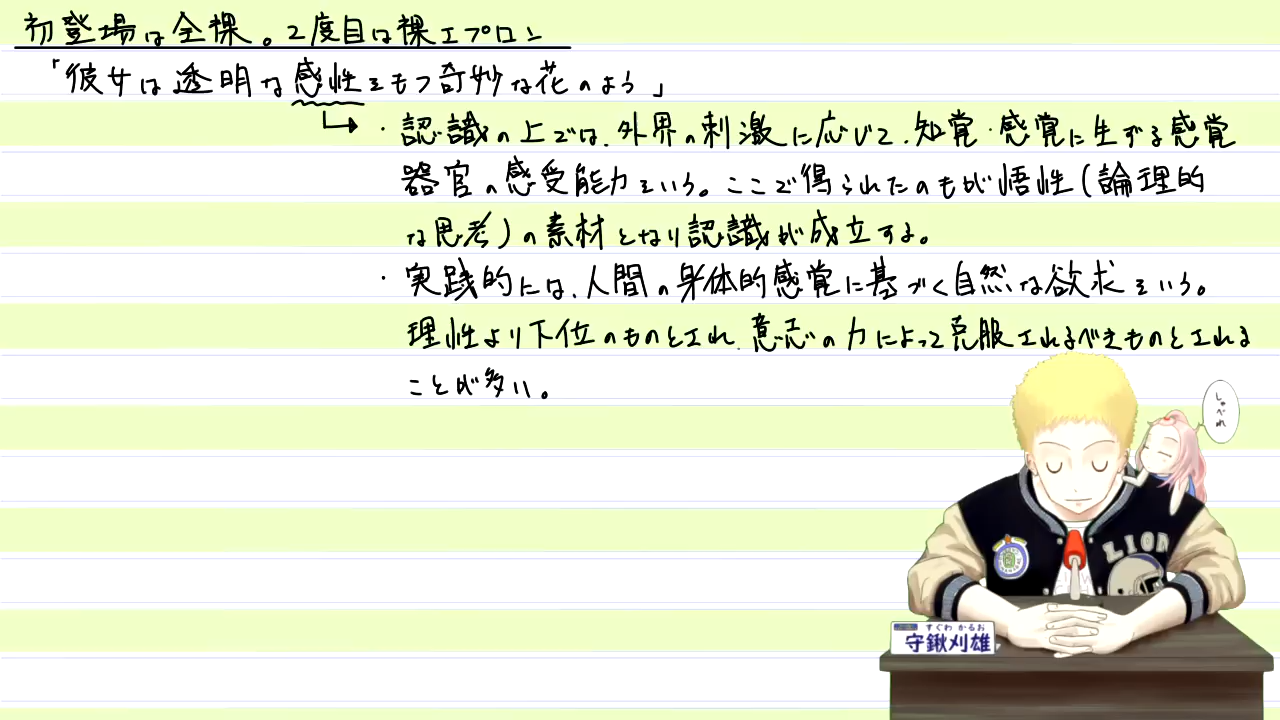 初登場は全裸。2度目は裸エプロン
「彼女は透明な感性をもつ奇妙な花のよう」
・認識の上では、外界の刺激に応じて、知覚・感覚に生ずる感覚
器官の感受能力をいう。ここで得られたのもが悟性(論理的
な思考)の素材となり認識が成立する。
・実践的には、人間の身体的感覚に基づく自然な欲求をいう。
理性より下位のものとされ、意志の力によって克服されるべきものとされる
ことが多い。
しゃべれ
LION
すぐわ かるお
守鍬刈雄